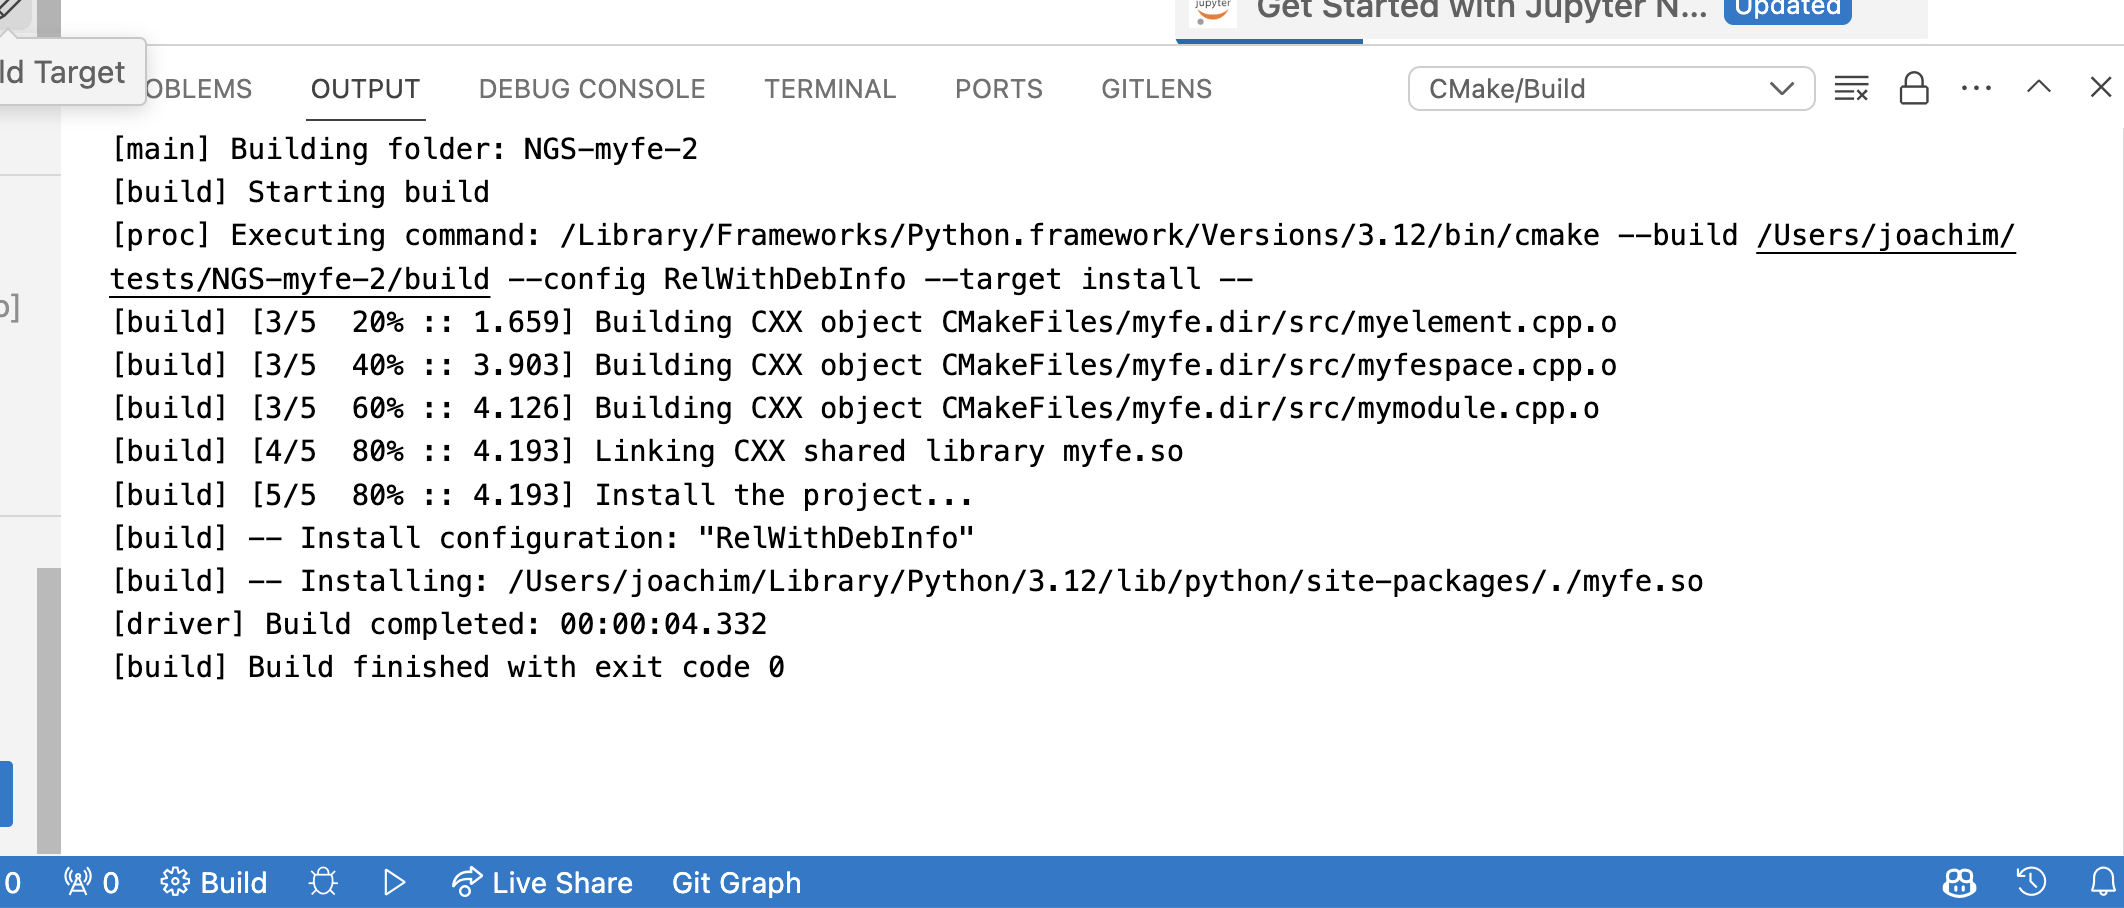 jupyter
Get Started with Jupyter N... Updated
ld Target
OBLEMS OUTPUT DEBUG CONSOLE TERMINAL PORTS GITLENS CMake/Build
[main] Building folder: NGS-myfe-2
[build] Starting build
[proc] Executing command: /Library/Frameworks/Python.framework/Versions/3.12/bin/cmake --build /Users/joachim/
tests/NGS-myfe-2/build --config RelWithDebInfo --target install --
[build] [3/5  20% :: 1.659] Building CXX object CMakeFiles/myfe.dir/src/myelement.cpp.o
[build] [3/5  40% :: 3.903] Building CXX object CMakeFiles/myfe.dir/src/myfespace.cpp.o
[build] [3/5  60% :: 4.126] Building CXX object CMakeFiles/myfe.dir/src/mymodule.cpp.o
[build] [4/5  80% :: 4.193] Linking CXX shared library myfe.so
[build] [5/5  80% :: 4.193] Install the project...
[build] -- Install configuration: "RelWithDebInfo"
[build] -- Installing: /Users/joachim/Library/Python/3.12/lib/python/site-packages/./myfe.so
[driver] Build completed: 00:00:04.332
[build] Build finished with exit code 0
0 0 Build Live Share Git Graph